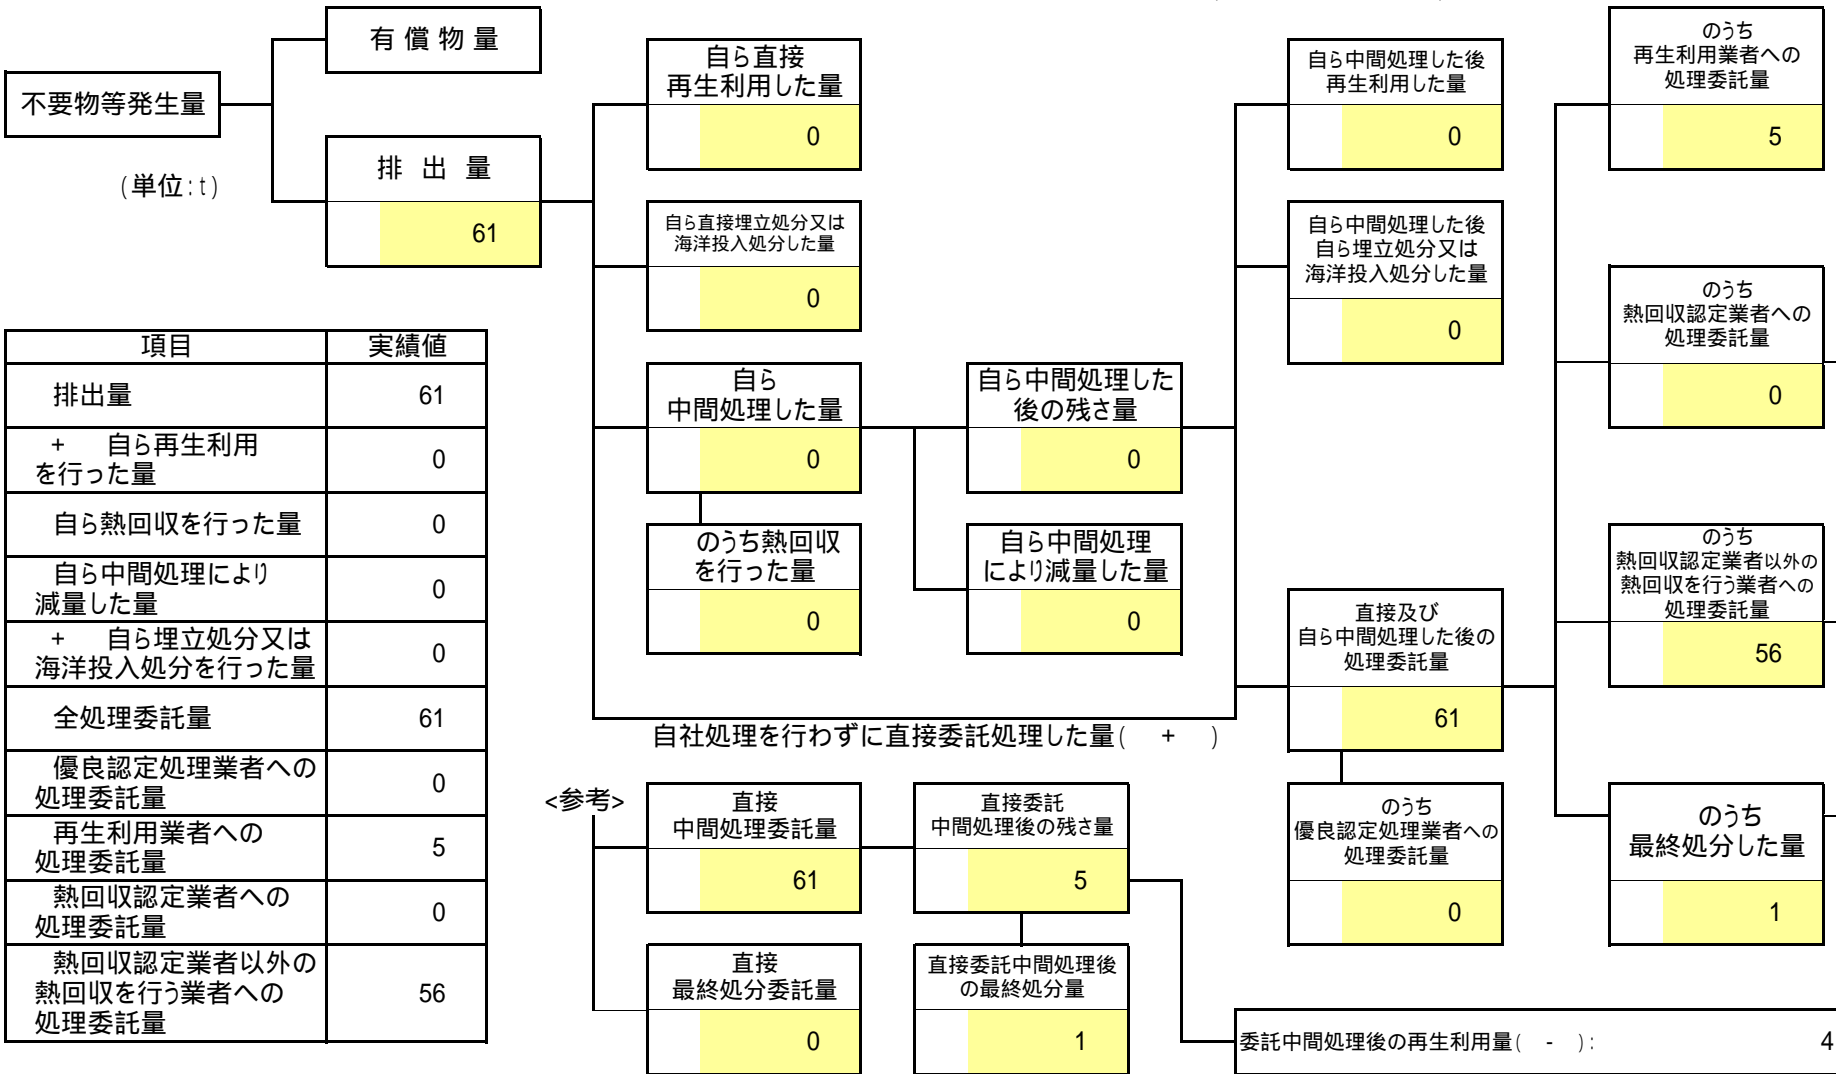 有償物量
不要物等発生量
(単位:t)
排出量
61
自ら直接
再生利用した量
0
自ら直接埋立処分又は
海洋投入処分した量
0
自ら
中間処理した量
0
のうち熱回収
を行った量
0
自ら中間処理した
後の残さ量
0
自ら中間処理
により減量した量
0
自ら中間処理した後
再生利用した量
0
自ら中間処理した後
自ら埋立処分又は
海洋投入処分した量
0
直接及び
自ら中間処理した後の
処理委託量
61
のうち
優良認定処理業者への
処理委託量
0
のうち
再生利用業者への
処理委託量
5
のうち
熱回収認定業者への
処理委託量
0
のうち
熱回収認定業者以外の
熱回収を行う業者への
処理委託量
56
のうち
最終処分した量
1
自社処理を行わずに直接委託処理した量( + )
<参考>
直接
中間処理委託量
61
直接委託
中間処理後の残さ量
5
直接
最終処分委託量
0
直接委託中間処理後
の最終処分量
1
委託中間処理後の再生利用量( - ): 4
項目 実績値
排出量 61
+ 自ら再生利用
を行った量 0
自ら熱回収を行った量 0
自ら中間処理により
減量した量 0
+ 自ら埋立処分又は
海洋投入処分を行った量 0
全処理委託量 61
優良認定処理業者への
処理委託量 0
再生利用業者への
処理委託量 5
熱回収認定業者への
処理委託量 0
熱回収認定業者以外の
熱回収を行う業者への
処理委託量 56